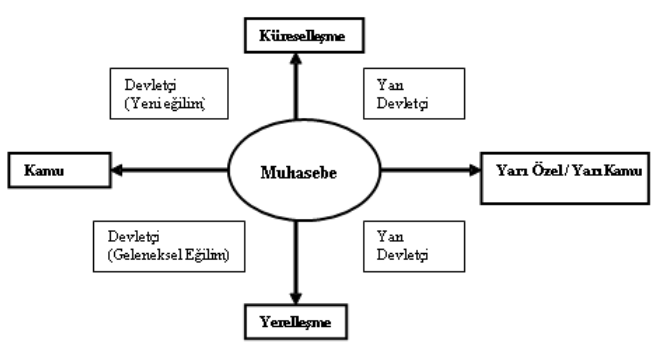 Küreselleşme
Devletçi
(Yeni eğilim)
Yarı
Devletçi
Kamu
Muhasebe
Yarı Özel / Yarı Kamu
Devletçi
(Geleneksel Eğilim)
Yarı
Devletçi
Yerelleşme